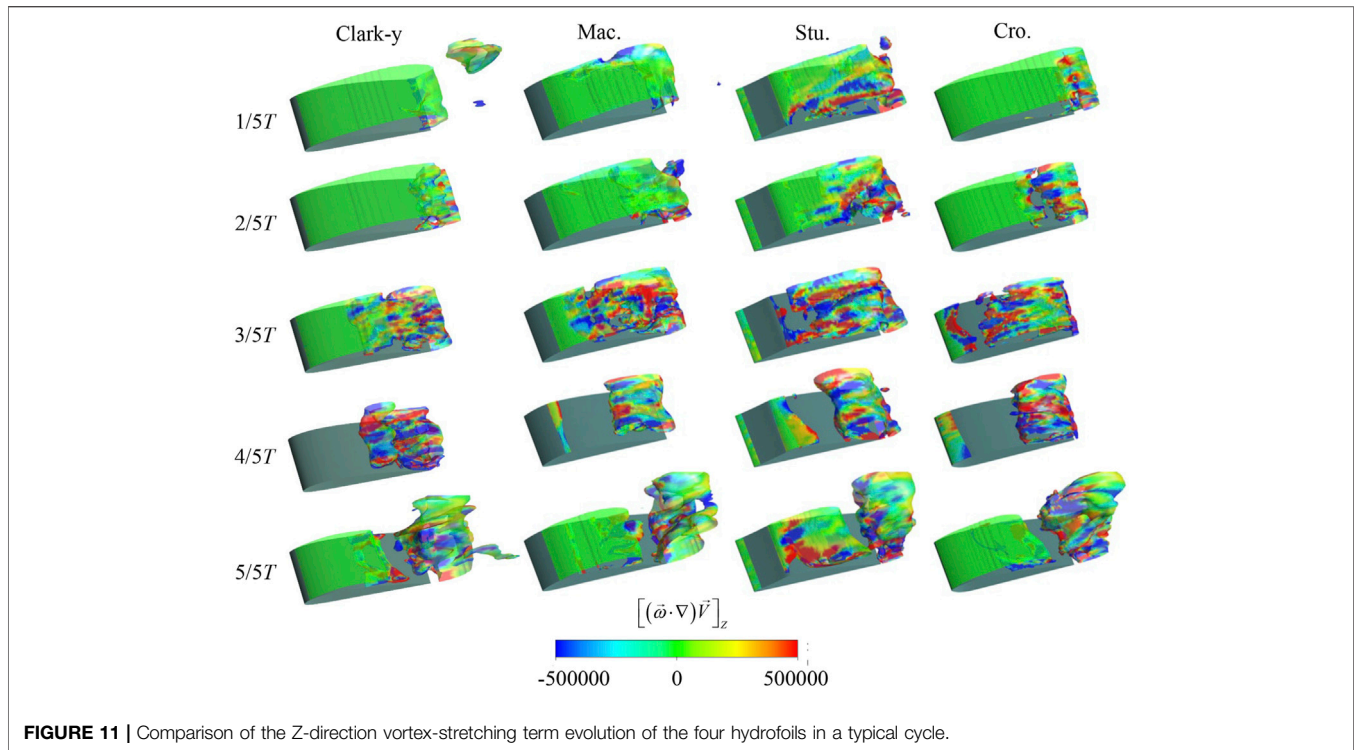 Clark-y Mac. Stu. Cro.
1/5T
2/5T
3/5T
4/5T
5/5T
[(ω⃗·∇)V⃗]_Z
-500000 0 500000
FIGURE 11 | Comparison of the Z-direction vortex-stretching term evolution of the four hydrofoils in a typical cycle.